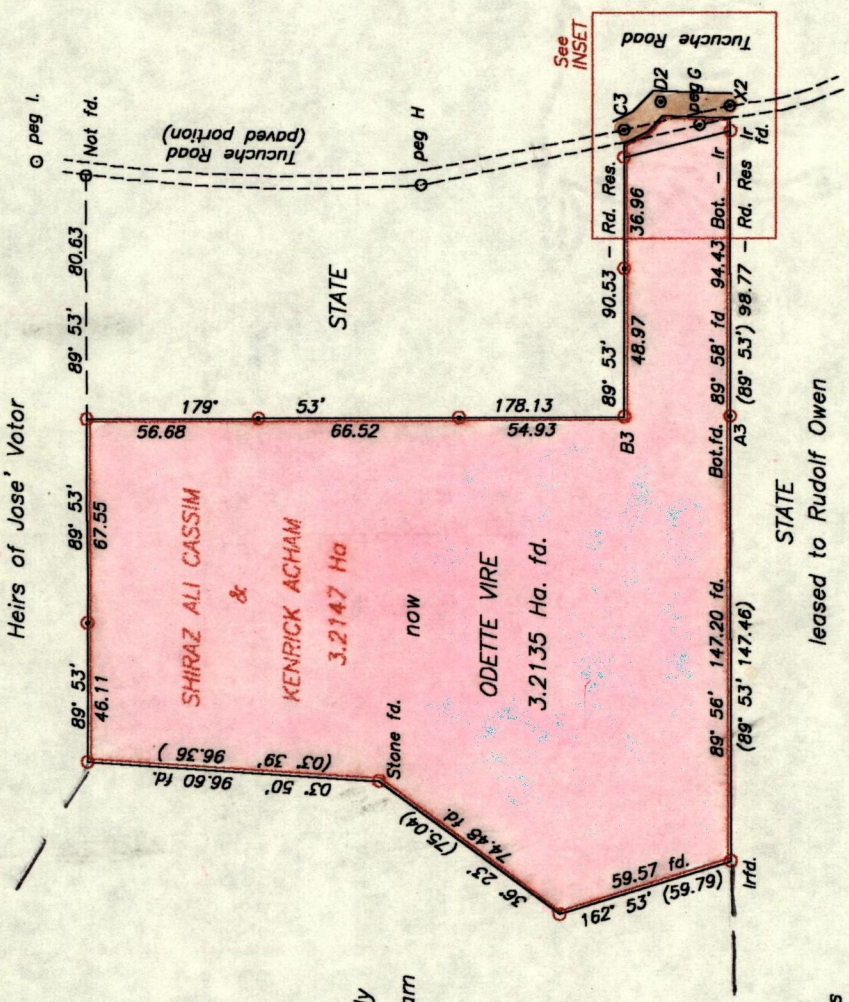 Heirs of Jose' Votor
peg I.
Not fd.
89° 53' 80.63
Tucuche Road
(paved portion)
peg H
STATE
See
INSET
Tucuche Road
C3
D2
peg G
X2
Ir
fd.
89° 53' 90.53 – Rd. Res.
48.97 36.96
89° 58' fd 94.43 Bot. – Ir
(89° 53') 98.77 – Rd. Res
Bot.fd.
A3
B3
179° 53' 178.13
56.68 66.52 54.93
89° 53'
67.55
89° 53'
46.11
SHIRAZ ALI CASSIM
&
KENRICK ACHAM
3.2147 Ha
now
ODETTE VIRE
3.2135 Ha. fd.
03° 50' 96.60 fd.
(03° 39' 96.36 )
Stone fd.
36° 23' (75.04)
74.48 fd.
59.57 fd.
162° 53' (59.79)
Irfd.
89° 56' 147.20 fd.
(89° 53' 147.46)
STATE
leased to Rudolf Owen
ly
am
s